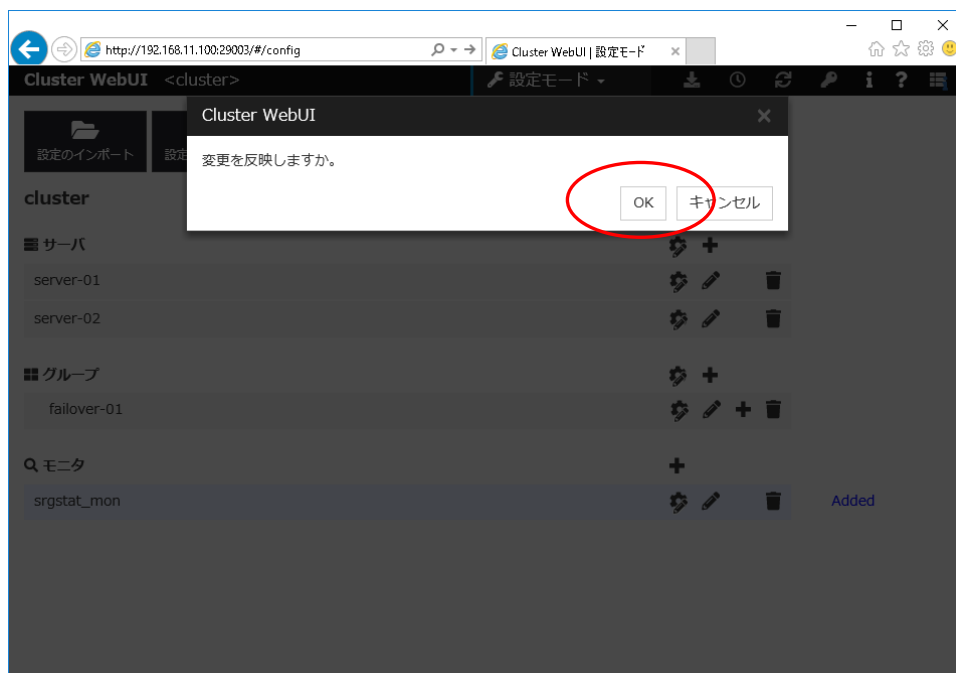 http://192.168.11.100:29003/#/config
Cluster WebUI | 設定モード
Cluster WebUI <cluster>
設定モード
Cluster WebUI
設定のインポート
設定
変更を反映しますか。
OK
キャンセル
cluster
サーバ
server-01
server-02
グループ
failover-01
モニタ
srgstat_mon
Added